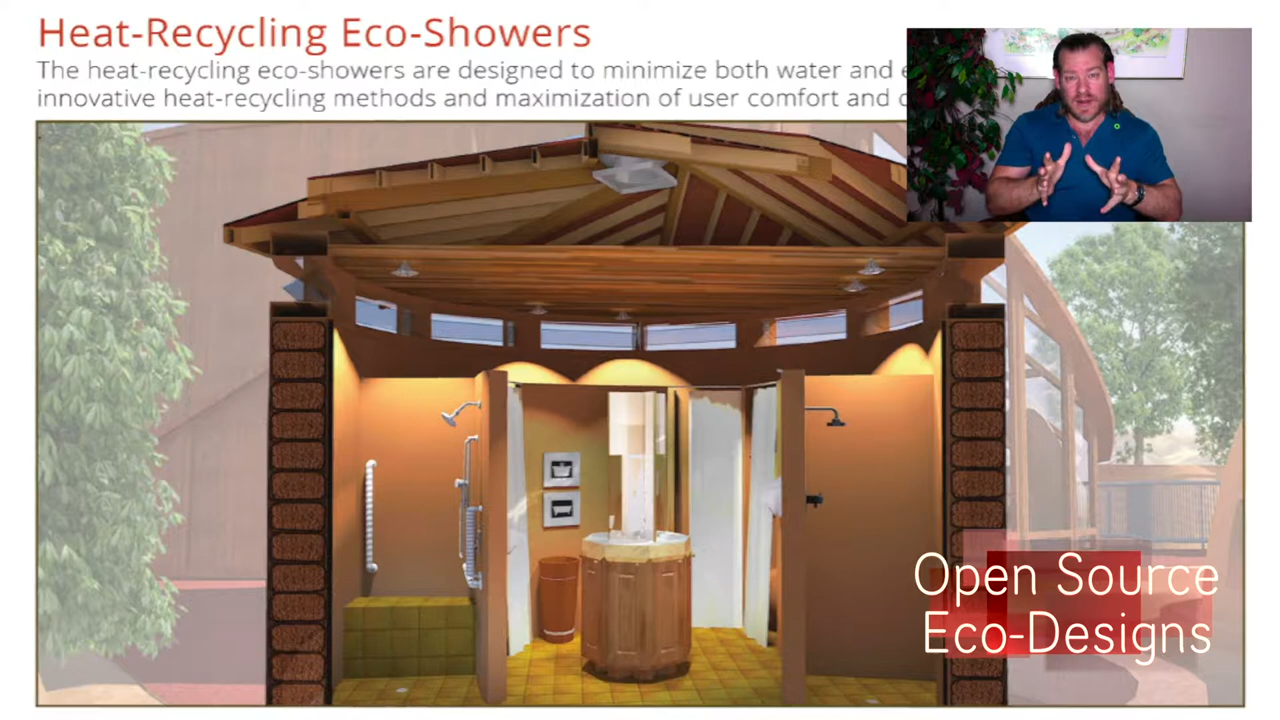 Heat-Recycling Eco-Showers
The heat-recycling eco-showers are designed to minimize both water and
innovative heat-recycling methods and maximization of user comfort and
Open Source
Eco-Designs